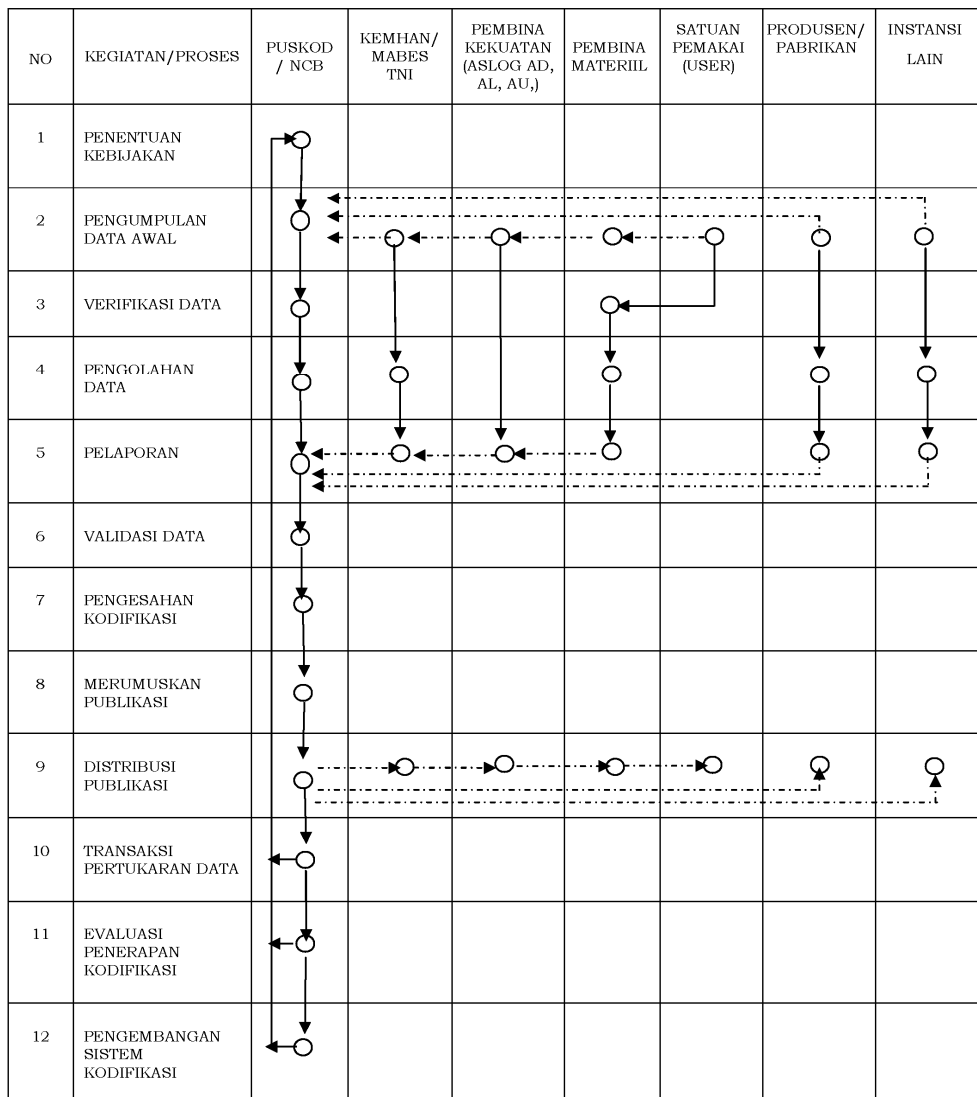 NO
KEGIATAN/PROSES
PUSKOD
/ NCB
KEMHAN/
MABES
TNI
PEMBINA
KEKUATAN
(ASLOG AD,
AL, AU,)
PEMBINA
MATERIIL
SATUAN
PEMAKAI
(USER)
PRODUSEN/
PABRIKAN
INSTANSI
LAIN
1
PENENTUAN
KEBIJAKAN
2
PENGUMPULAN
DATA AWAL
3
VERIFIKASI DATA
4
PENGOLAHAN
DATA
5
PELAPORAN
6
VALIDASI DATA
7
PENGESAHAN
KODIFIKASI
8
MERUMUSKAN
PUBLIKASI
9
DISTRIBUSI
PUBLIKASI
10
TRANSAKSI
PERTUKARAN DATA
11
EVALUASI
PENERAPAN
KODIFIKASI
12
PENGEMBANGAN
SISTEM
KODIFIKASI